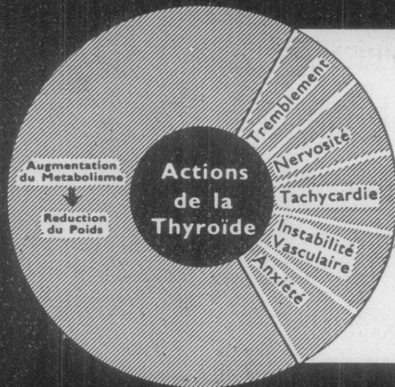 Actions
de la
Thyroïde
Augmentation
du Metabolisme
Reduction
du Poids
Tremblement
Nervosité
Tachycardie
Instabilité
Vasculaire
Anxiété